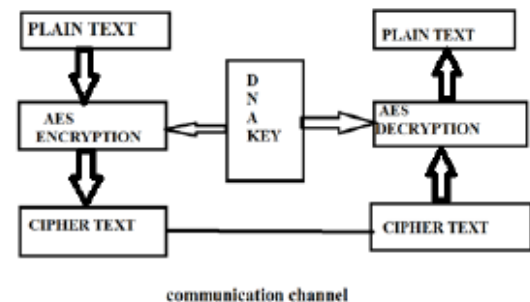 PLAIN TEXT
AES
ENCRYPTION
CIPHER TEXT
D
N
A
KEY
PLAIN TEXT
AES
DECRYPTION
CIPHER TEXT
communication channel